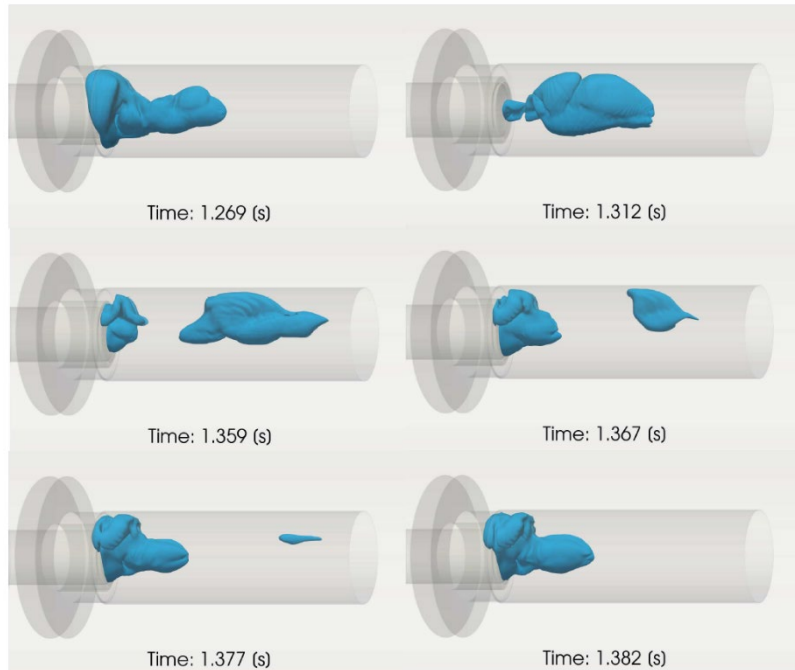 Time: 1.269 (s)
Time: 1.312 (s)
Time: 1.359 (s)
Time: 1.367 (s)
Time: 1.377 (s)
Time: 1.382 (s)